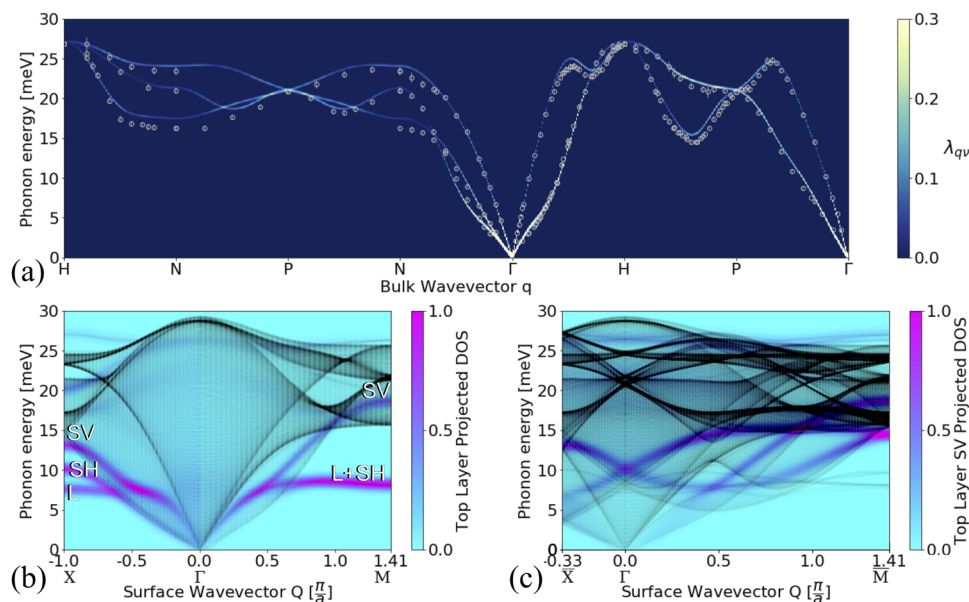 30
25
20
15
10
5
0
Phonon energy [meV]
H N P N Γ H P Γ
Bulk Wavevector q
(a)
0.3
0.2
0.1
0.0
λqν
30
25
20
15
10
5
0
Phonon energy [meV]
SV
SH
L
SV
L+SH
-1.0 -0.5 0.0 0.5 1.0 1.41
X Γ M
Surface Wavevector Q [π/a]
(b)
1.0
0.5
0.0
Top Layer Projected DOS
30
25
20
15
10
5
0
Phonon energy [meV]
-0.33 0.0 0.5 1.0 1.41
X̅ Γ M̅
Surface Wavevector Q [π/a]
(c)
1.0
0.5
0.0
Top Layer SV Projected DOS